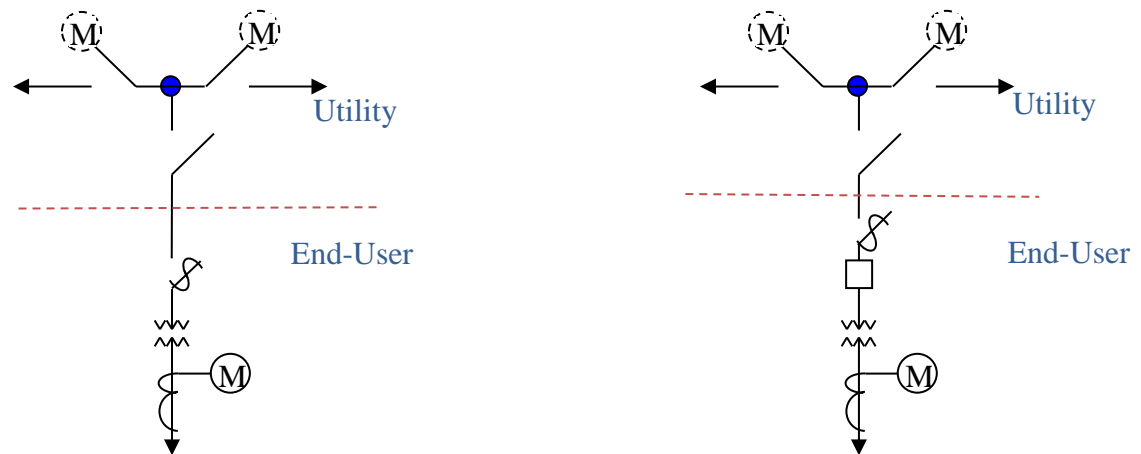 M M
M M
Utility
Utility
End-User
End-User
M
M